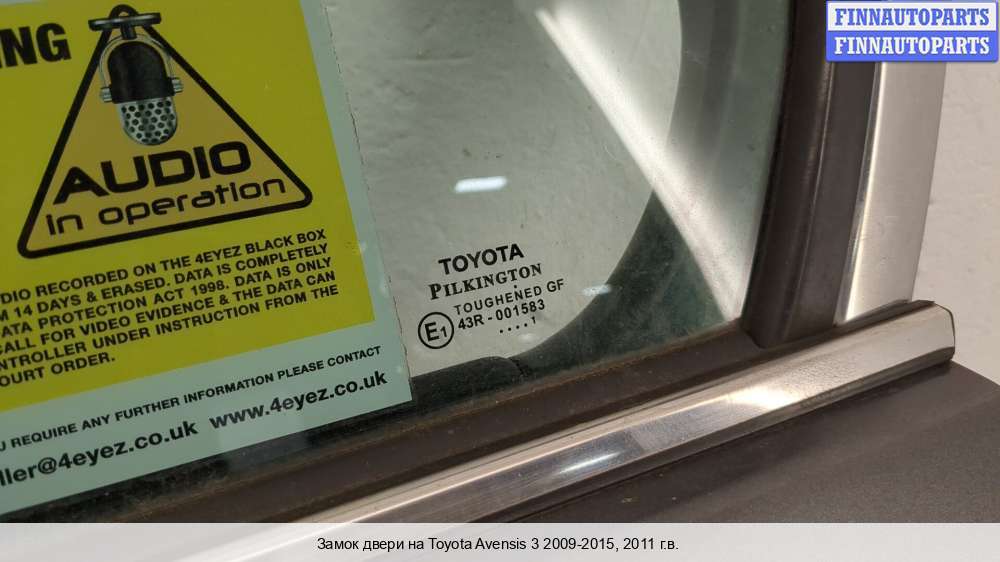 FINNAUTOPARTS
FINNAUTOPARTS
NG
AUDIO
in operation
DIO RECORDED ON THE 4EYEZ BLACK BOX
M 14 DAYS & ERASED. DATA IS COMPLETELY
ATA PROTECTION ACT 1998. DATA IS ONLY
CALL FOR VIDEO EVIDENCE & THE DATA CAN
NTROLLER UNDER INSTRUCTION FROM THE
OURT ORDER.
U REQUIRE ANY FURTHER INFORMATION PLEASE CONTACT
ller@4eyez.co.uk www.4eyez.co.uk
TOYOTA
PILKINGTON
TOUGHENED GF
E1 43R - 001583
. . . . 1
Замок двери на Toyota Avensis 3 2009-2015, 2011 г.в.